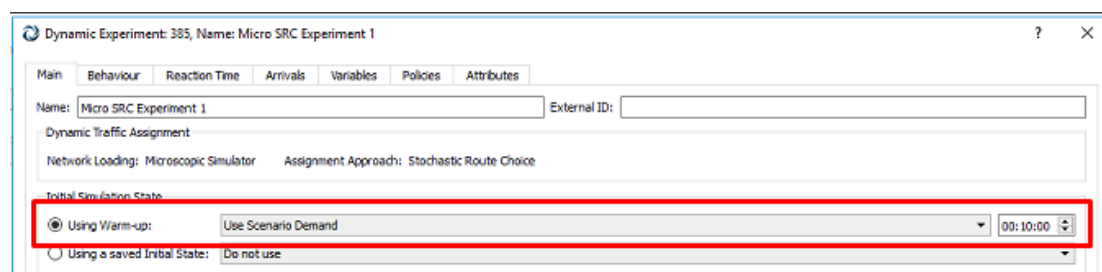 Dynamic Experiment: 385, Name: Micro SRC Experiment 1 ?
Main Behaviour Reaction Time Arrivals Variables Policies Attributes
Name: Micro SRC Experiment 1 External ID:
Dynamic Traffic Assignment
Network Loading: Microscopic Simulator Assignment Approach: Stochastic Route Choice
Initial Simulation State
Using Warm-up: Use Scenario Demand 00:10:00
Using a saved Initial State: Do not use